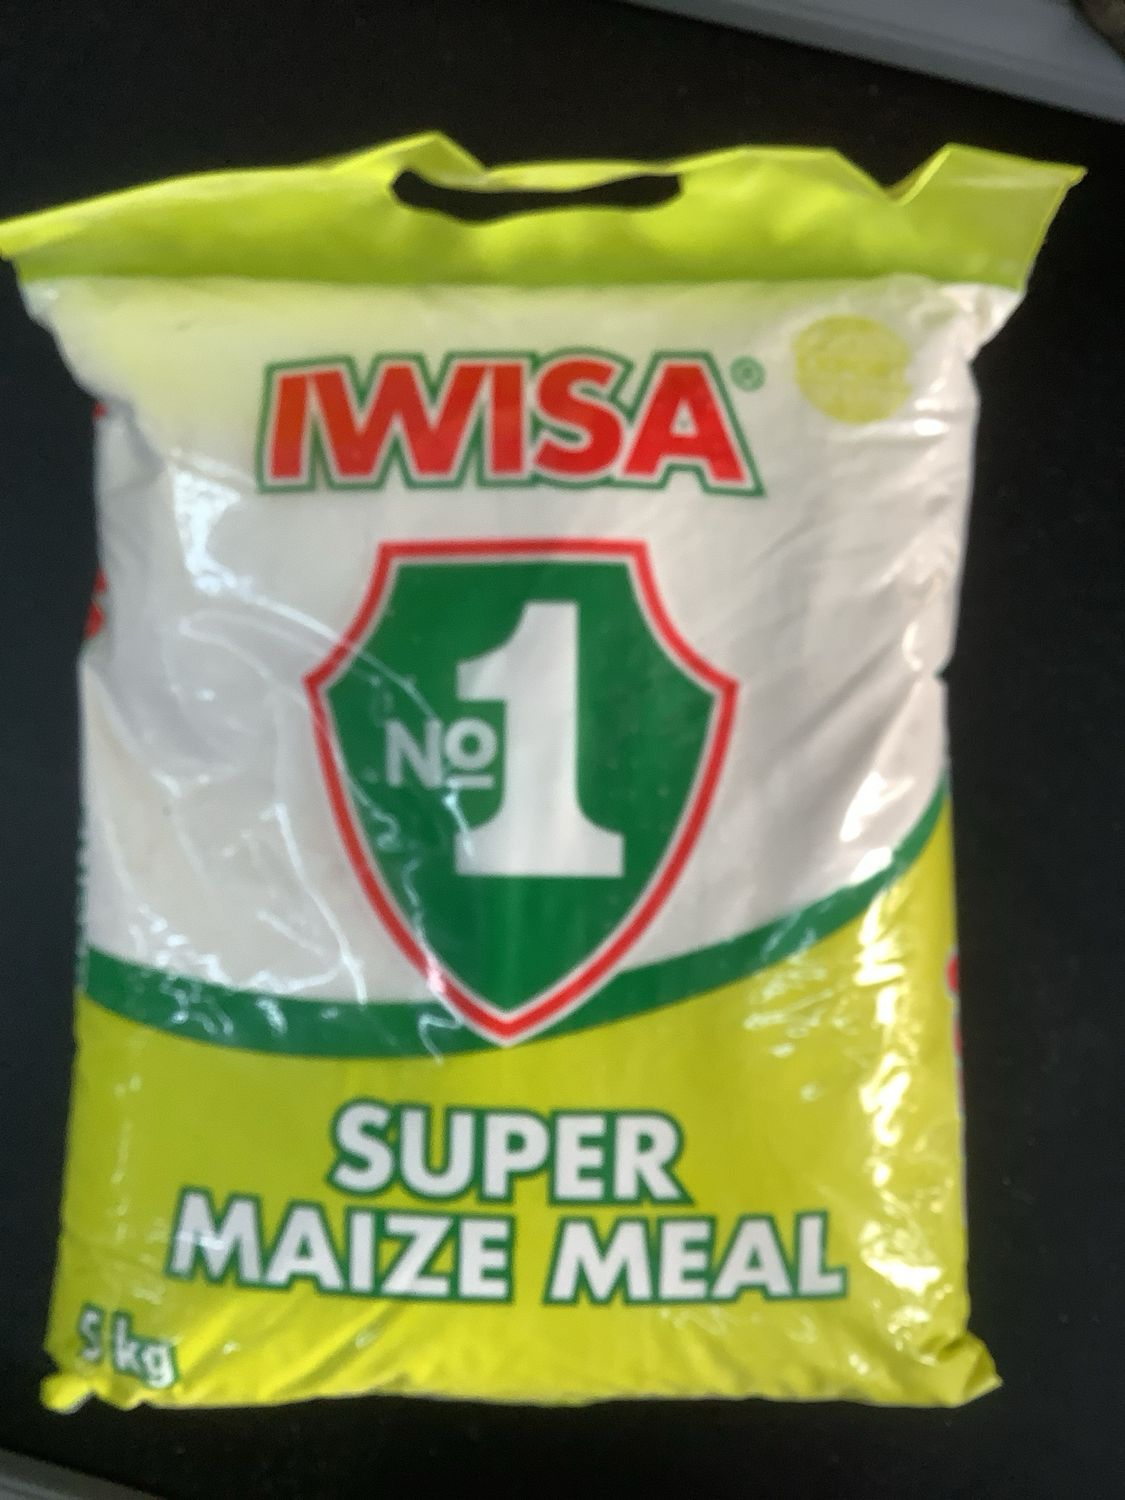 IWISA®
No 1
SUPER
MAIZE MEAL
5 kg